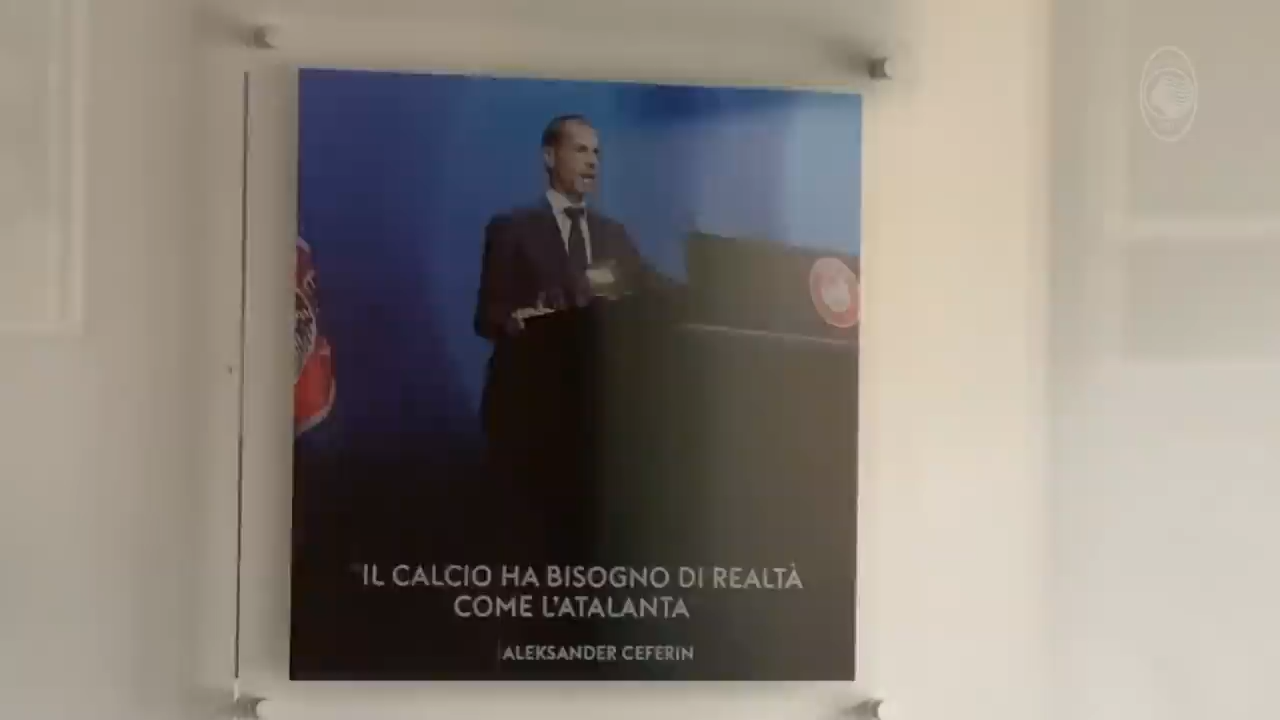 "IL CALCIO HA BISOGNO DI REALTÀ
COME L'ATALANTA
ALEKSANDER CEFERIN